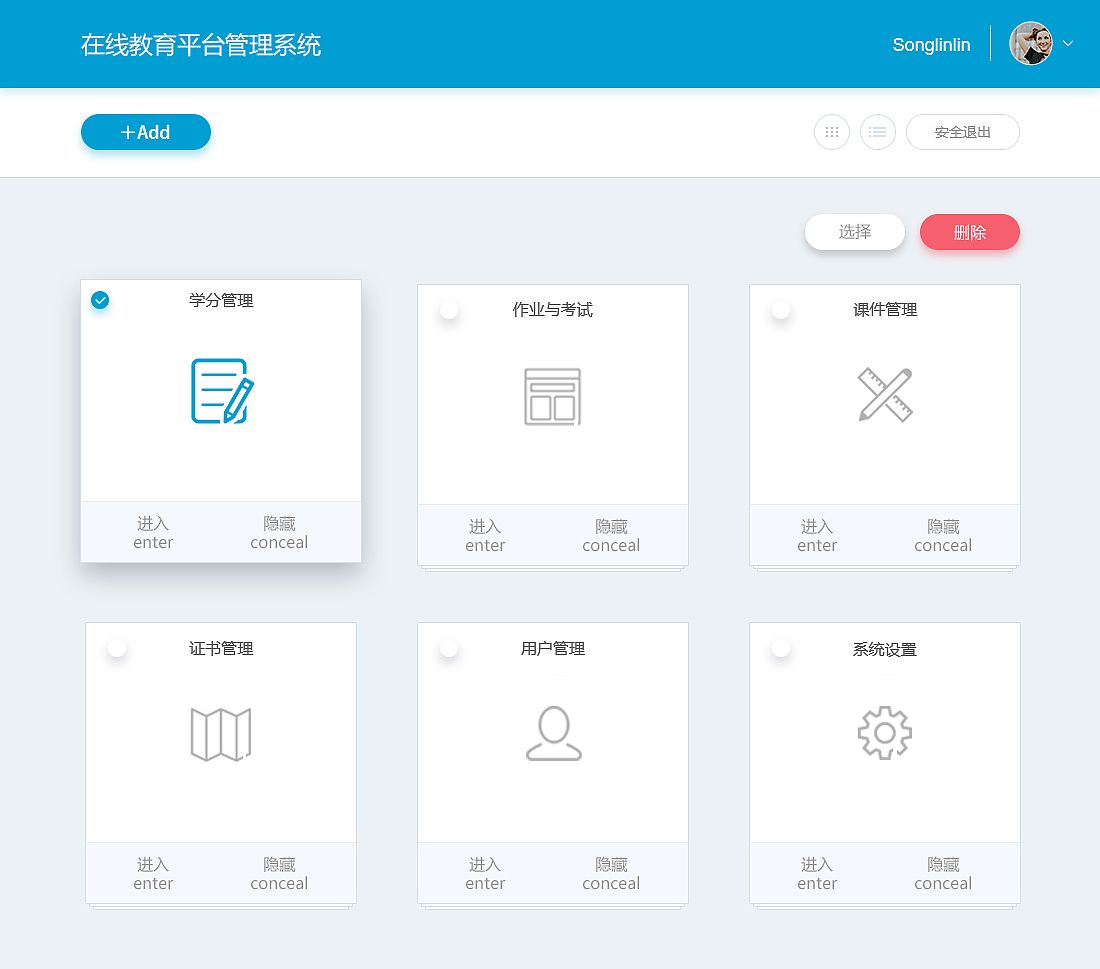 在线教育平台管理系统
Songlinlin
+Add
安全退出
选择
删除
学分管理
作业与考试
课件管理
进入
enter
隐藏
conceal
进入
enter
隐藏
conceal
进入
enter
隐藏
conceal
证书管理
用户管理
系统设置
进入
enter
隐藏
conceal
进入
enter
隐藏
conceal
进入
enter
隐藏
conceal